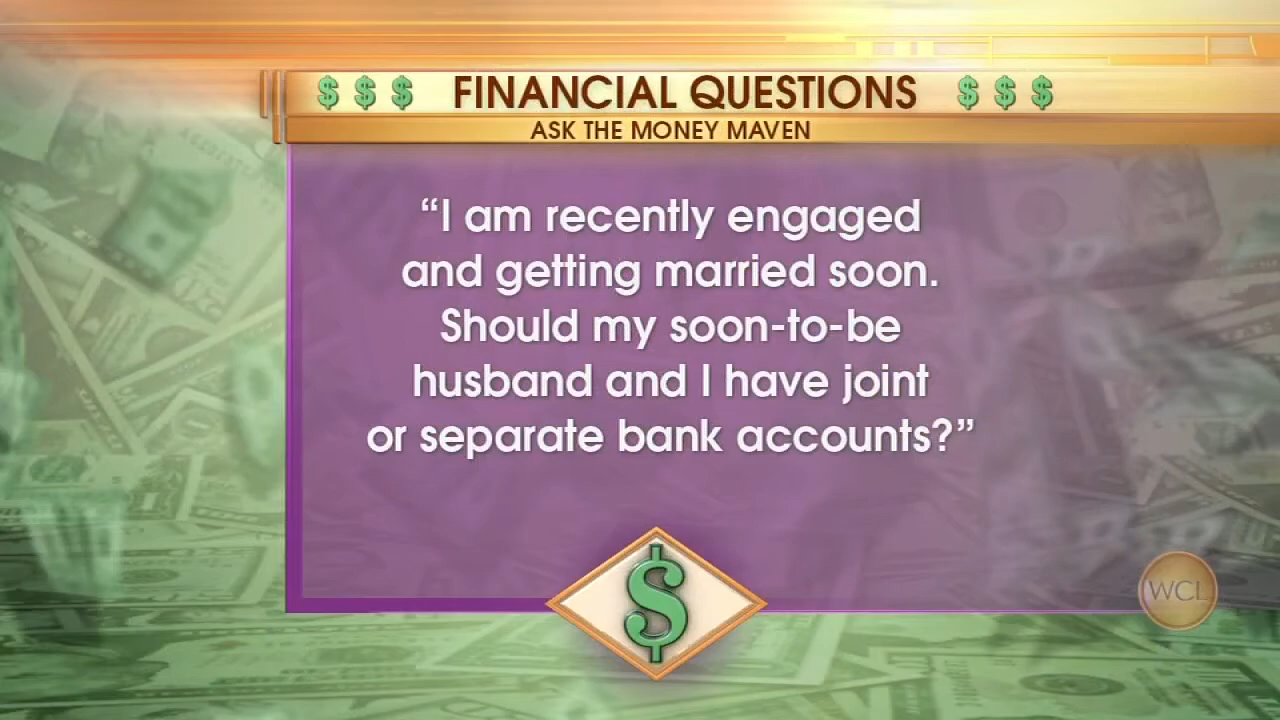 $ $ $ FINANCIAL QUESTIONS $ $ $
ASK THE MONEY MAVEN
“I am recently engaged
and getting married soon.
Should my soon-to-be
husband and I have joint
or separate bank accounts?”
$
WCL